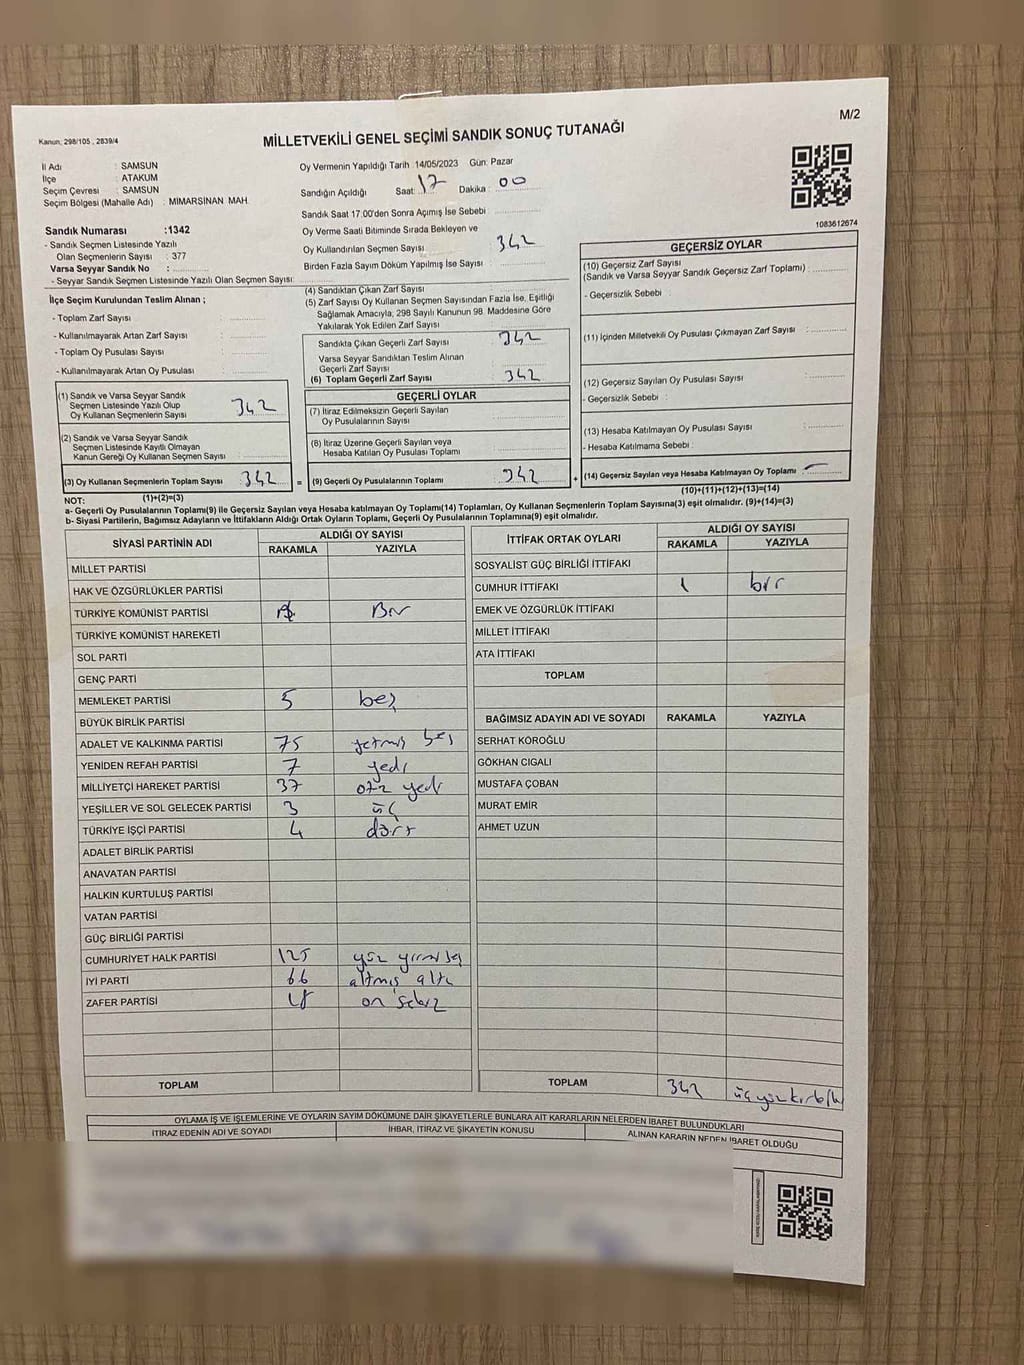 M/2
Kanun, 298/105 , 2839/4
MİLLETVEKİLİ GENEL SEÇİMİ SANDIK SONUÇ TUTANAĞI
İl Adı : SAMSUN
İlçe : ATAKUM
Seçim Çevresi : SAMSUN
Seçim Bölgesi (Mahalle Adı) : MİMARSİNAN MAH.
Sandık Numarası :1342
- Sandık Seçmen Listesinde Yazılı
Olan Seçmenlerin Sayısı : 377
Varsa Seyyar Sandık No :
- Seyyar Sandık Seçmen Listesinde Yazılı Olan Seçmen Sayısı:
Oy Vermenin Yapıldığı Tarih :14/05/2023 Gün: Pazar
Sandığın Açıldığı Saat: 17 Dakika : 00
Sandık Saat 17.00'den Sonra Açımış İse Sebebi :
Oy Verme Saati Bitiminde Sırada Bekleyen ve
Oy Kullandırılan Seçmen Sayısı : 342
Birden Fazla Sayım Döküm Yapılmış İse Sayısı :
1083612674
İlçe Seçim Kurulundan Teslim Alınan ;
- Toplam Zarf Sayısı :
- Kullanılmayarak Artan Zarf Sayısı :
- Toplam Oy Pusulası Sayısı :
- Kullanılmayarak Artan Oy Pusulası :
(1) Sandık ve Varsa Seyyar Sandık
Seçmen Listesinde Yazılı Olup
Oy Kullanan Seçmenlerin Sayısı 342
(2) Sandık ve Varsa Seyyar Sandık
Seçmen Listesinde Kayıtlı Olmayan
Kanun Gereği Oy Kullanan Seçmen Sayısı :
(3) Oy Kullanan Seçmenlerin Toplam Sayısı : 342 =
(1)+(2)=(3)
(4) Sandıktan Çıkan Zarf Sayısı :
(5) Zarf Sayısı Oy Kullanan Seçmen Sayısından Fazla İse, Eşitliği
Sağlamak Amacıyla, 298 Sayılı Kanunun 98. Maddesine Göre
Yakılarak Yok Edilen Zarf Sayısı :
Sandıkta Çıkan Geçerli Zarf Sayısı : 342
Varsa Seyyar Sandıktan Teslim Alınan
Geçerli Zarf Sayısı :
(6) Toplam Geçerli Zarf Sayısı : 342
GEÇERLİ OYLAR
(7) İtiraz Edilmeksizin Geçerli Sayılan
Oy Pusulalarının Sayısı :
(8) İtiraz Üzerine Geçerli Sayılan veya
Hesaba Katılan Oy Pusulası Toplamı :
(9) Geçerli Oy Pusulalarının Toplamı : 342 +
GEÇERSİZ OYLAR
(10) Geçersiz Zarf Sayısı
(Sandık ve Varsa Seyyar Sandık Geçersiz Zarf Toplamı) :
- Geçersizlik Sebebi :
(11) İçinden Milletvekili Oy Pusulası Çıkmayan Zarf Sayısı :
(12) Geçersiz Sayılan Oy Pusulası Sayısı :
- Geçersizlik Sebebi :
(13) Hesaba Katılmayan Oy Pusulası Sayısı :
- Hesaba Katılmama Sebebi :
(14) Geçersiz Sayılan veya Hesaba Katılmayan Oy Toplamı : —
(10)+(11)+(12)+(13)=(14)
NOT:
a- Geçerli Oy Pusulalarının Toplamı(9) ile Geçersiz Sayılan veya Hesaba katılmayan Oy Toplamı(14) Toplamları, Oy Kullanan Seçmenlerin Toplam Sayısına(3) eşit olmalıdır. (9)+(14)=(3)
b- Siyasi Partilerin, Bağımsız Adayların ve İttifakların Aldığı Ortak Oyların Toplamı, Geçerli Oy Pusulalarının Toplamına(9) eşit olmalıdır.
SİYASİ PARTİNİN ADI ALDIĞI OY SAYISI
RAKAMLA YAZIYLA
MİLLET PARTİSİ
HAK VE ÖZGÜRLÜKLER PARTİSİ
TÜRKİYE KOMÜNİST PARTİSİ Bir
TÜRKİYE KOMÜNİST HAREKETİ
SOL PARTİ
GENÇ PARTİ
MEMLEKET PARTİSİ 5 beş
BÜYÜK BİRLİK PARTİSİ
ADALET VE KALKINMA PARTİSİ 75 yetmiş beş
YENİDEN REFAH PARTİSİ 7 yedi
MİLLİYETÇİ HAREKET PARTİSİ 37 otz yedi
YEŞİLLER VE SOL GELECEK PARTİSİ 3 üç
TÜRKİYE İŞÇİ PARTİSİ 4 dört
ADALET BİRLİK PARTİSİ
ANAVATAN PARTİSİ
HALKIN KURTULUŞ PARTİSİ
VATAN PARTİSİ
GÜÇ BİRLİĞİ PARTİSİ
CUMHURİYET HALK PARTİSİ 125 yüz yirmi beş
İYİ PARTİ 66 altmış altı
ZAFER PARTİSİ 18 on sekiz
TOPLAM
İTTİFAK ORTAK OYLARI ALDIĞI OY SAYISI
RAKAMLA YAZIYLA
SOSYALİST GÜÇ BİRLİĞİ İTTİFAKI
CUMHUR İTTİFAKI 1 bir
EMEK VE ÖZGÜRLÜK İTTİFAKI
MİLLET İTTİFAKI
ATA İTTİFAKI
TOPLAM
BAĞIMSIZ ADAYIN ADI VE SOYADI RAKAMLA YAZIYLA
SERHAT KÖROĞLU
GÖKHAN CIGALI
MUSTAFA ÇOBAN
MURAT EMİR
AHMET UZUN
TOPLAM 342 üçyüzkırkiki
OYLAMA İŞ VE İŞLEMLERİNE VE OYLARIN SAYIM DÖKÜMÜNE DAİR ŞİKAYETLERLE BUNLARA AİT KARARLARIN NELERDEN İBARET BULUNDUKLARI
İTİRAZ EDENİN ADI VE SOYADI İHBAR, İTİRAZ VE ŞİKAYETİN KONUSU ALINAN KARARIN NEDEN İBARET OLDUĞU